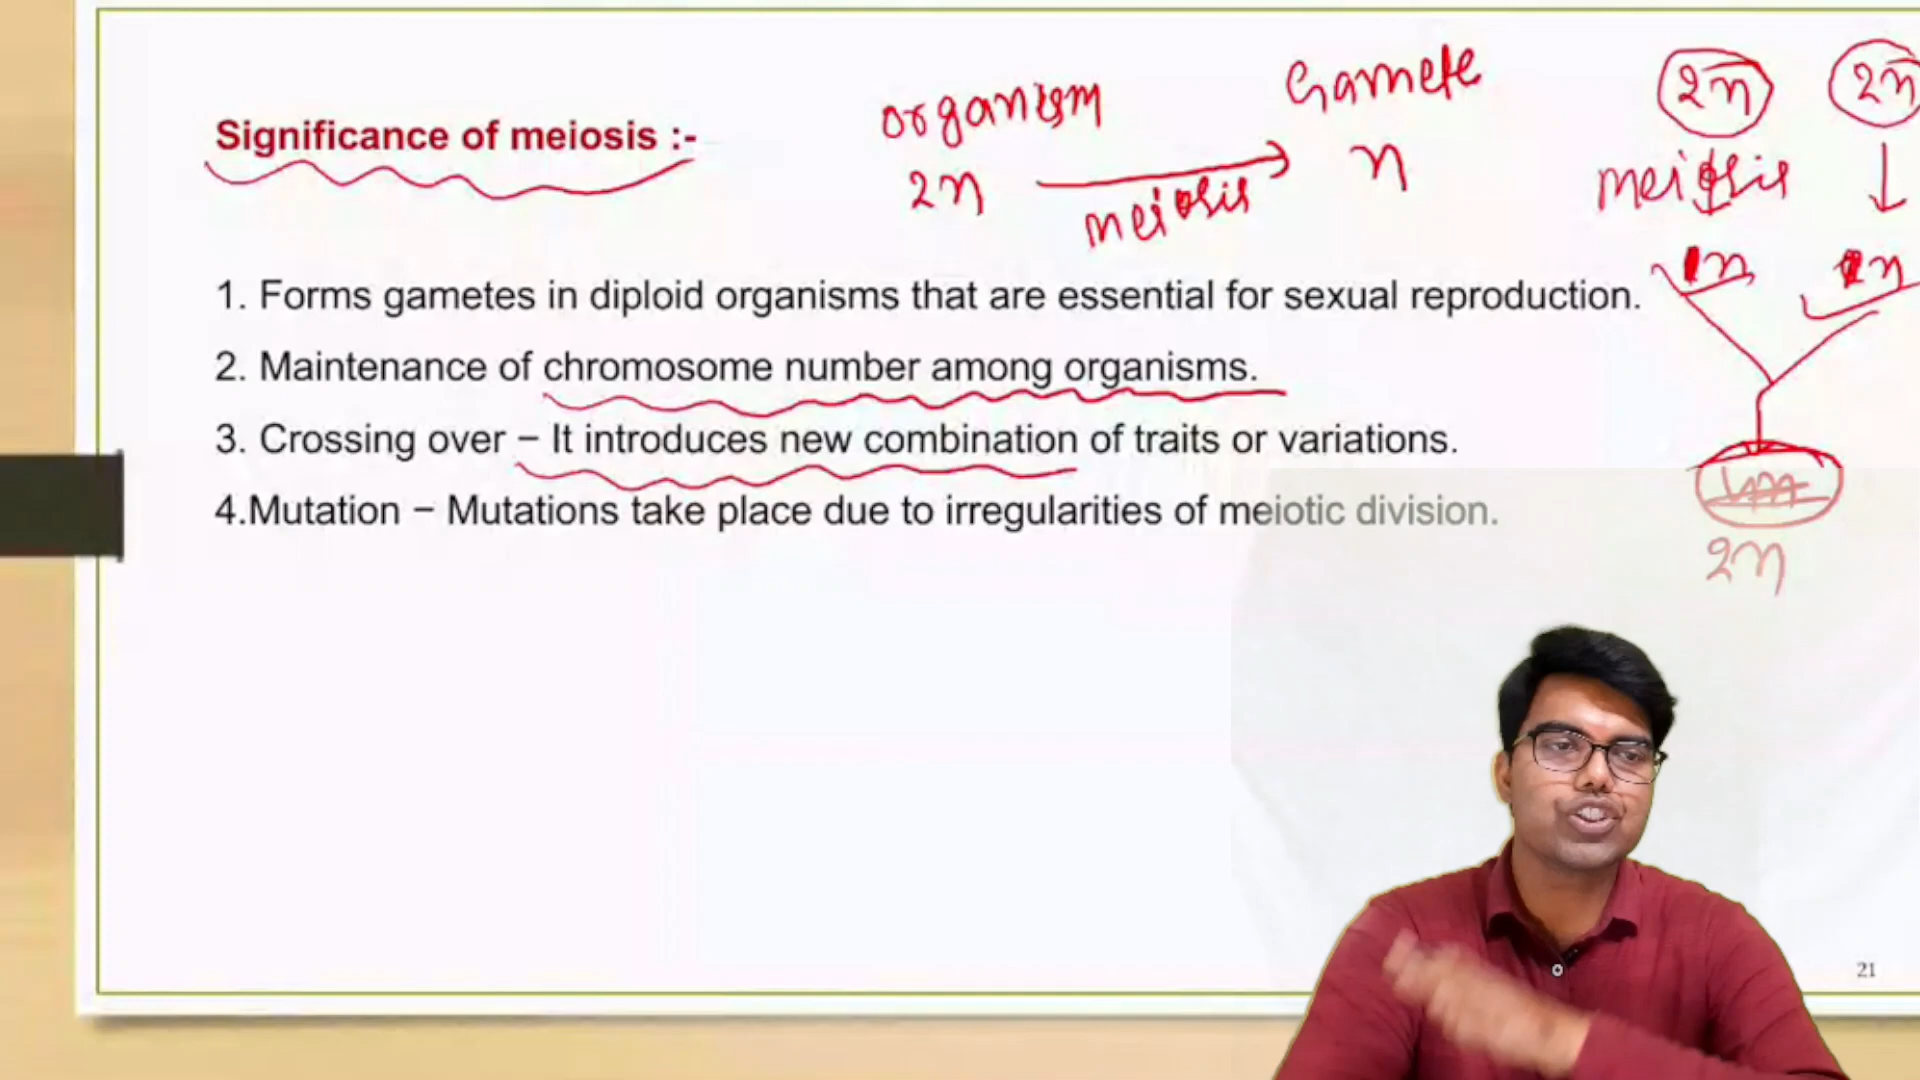 Significance of meiosis :-
organism
Gamete
2n
meiosis
n
2n
2n
meiosis
1n
1. Forms gametes in diploid organisms that are essential for sexual reproduction.
2. Maintenance of chromosome number among organisms.
3. Crossing over – It introduces new combination of traits or variations.
4.Mutation – Mutations take place due to irregularities of meiotic division.
2n
21